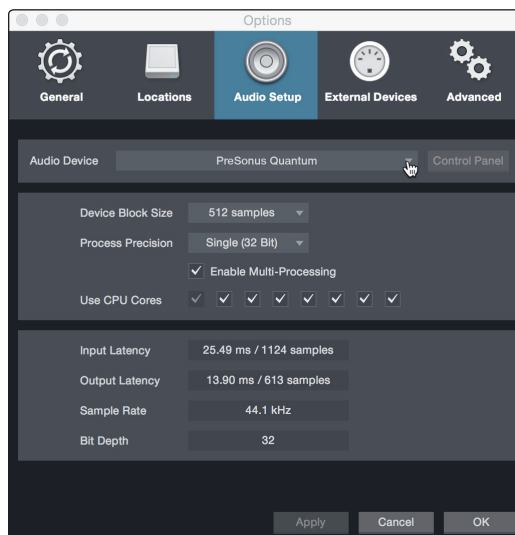 Options
General Locations Audio Setup External Devices Advanced
Audio Device PreSonus Quantum Control Panel
Device Block Size 512 samples
Process Precision Single (32 Bit)
Enable Multi-Processing
Use CPU Cores
Input Latency 25.49 ms / 1124 samples
Output Latency 13.90 ms / 613 samples
Sample Rate 44.1 kHz
Bit Depth 32
Apply Cancel OK